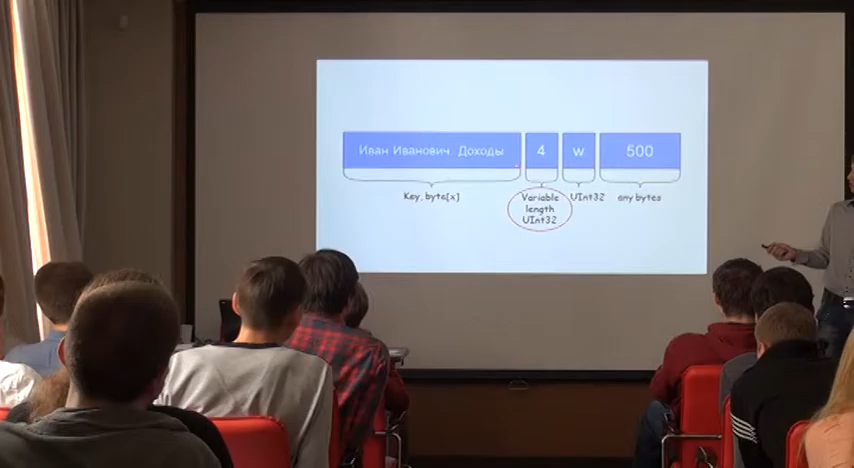 Иван Иванович. Доходы 4 w 500
Key, byte[x] Variable length UInt32 UInt32 any bytes